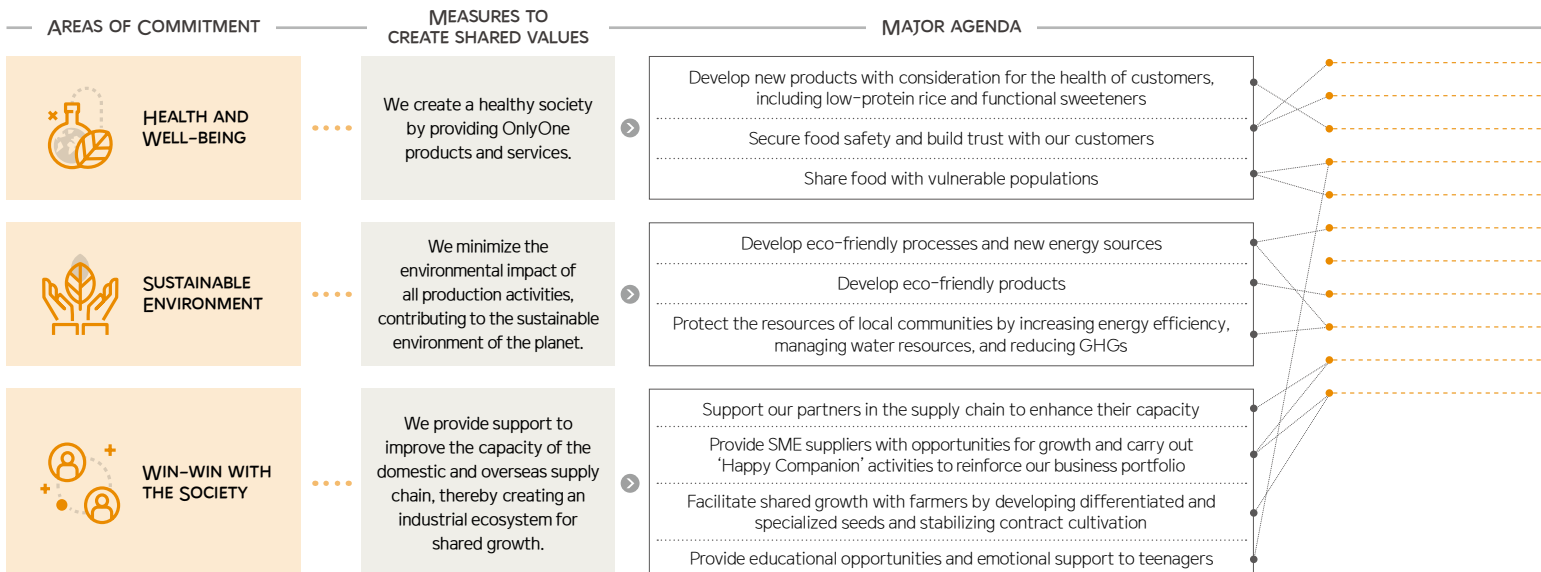 AREAS OF COMMITMENT
MEASURES TO
CREATE SHARED VALUES
MAJOR AGENDA
HEALTH AND
WELL-BEING
We create a healthy society
by providing OnlyOne
products and services.
Develop new products with consideration for the health of customers,
including low-protein rice and functional sweeteners
Secure food safety and build trust with our customers
Share food with vulnerable populations
SUSTAINABLE
ENVIRONMENT
We minimize the
environmental impact of
all production activities,
contributing to the sustainable
environment of the planet.
Develop eco-friendly processes and new energy sources
Develop eco-friendly products
Protect the resources of local communities by increasing energy efficiency,
managing water resources, and reducing GHGs
WIN-WIN WITH
THE SOCIETY
We provide support to
improve the capacity of the
domestic and overseas supply
chain, thereby creating an
industrial ecosystem for
shared growth.
Support our partners in the supply chain to enhance their capacity
Provide SME suppliers with opportunities for growth and carry out
‘Happy Companion’ activities to reinforce our business portfolio
Facilitate shared growth with farmers by developing differentiated and
specialized seeds and stabilizing contract cultivation
Provide educational opportunities and emotional support to teenagers